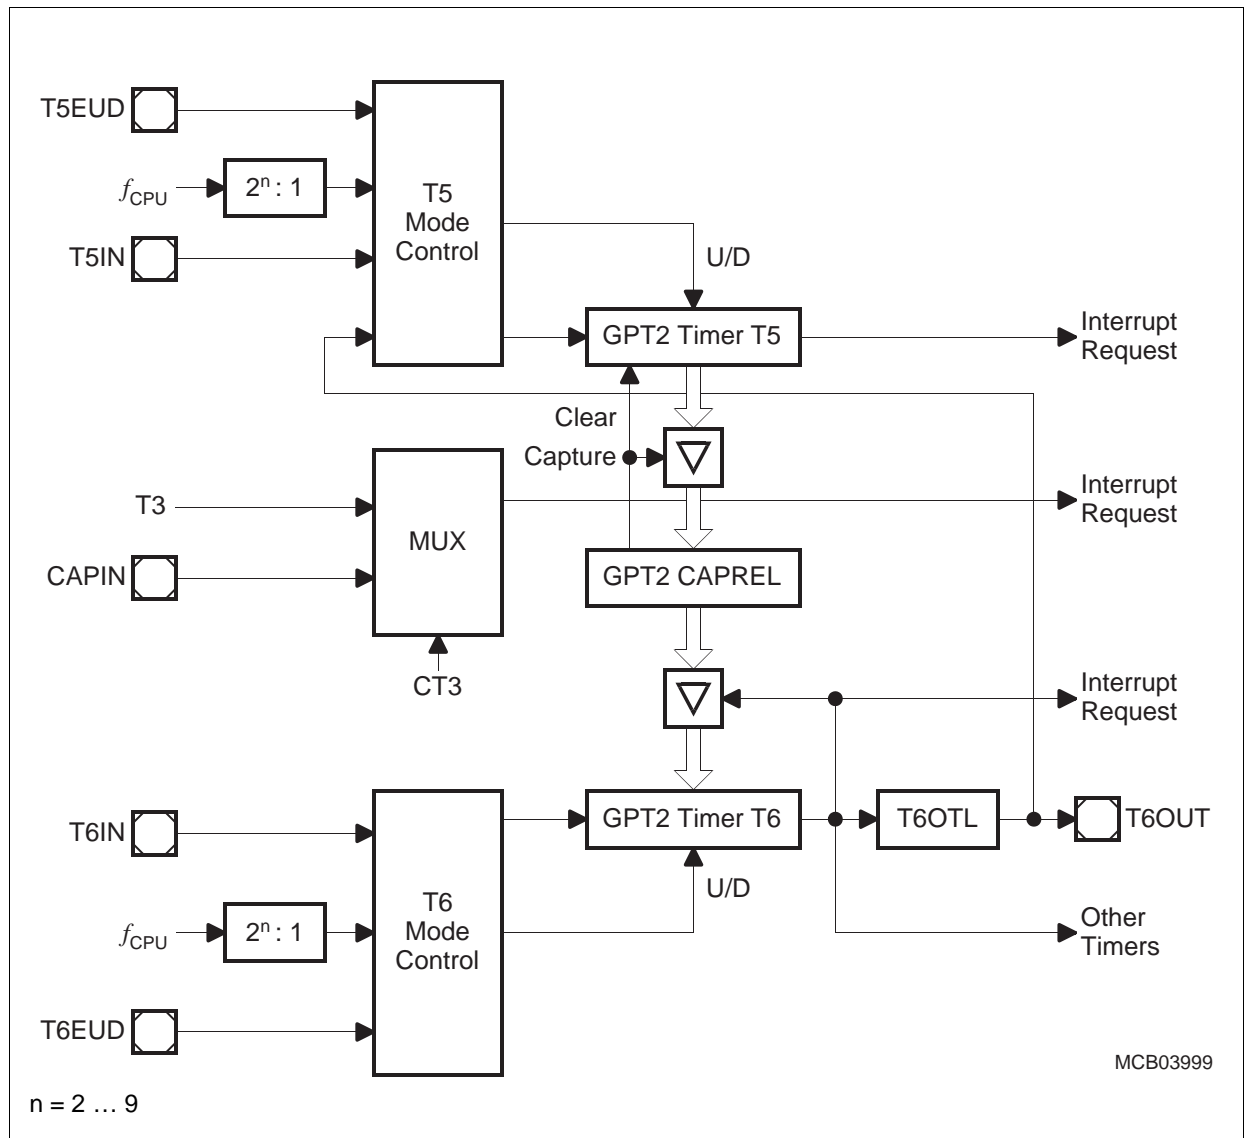 T5EUD
fCPU
2ⁿ : 1
T5IN
T5
Mode
Control
U/D
GPT2 Timer T5
Interrupt
Request
Clear
Capture
T3
CAPIN
MUX
CT3
Interrupt
Request
GPT2 CAPREL
Interrupt
Request
T6IN
fCPU
2ⁿ : 1
T6EUD
T6
Mode
Control
GPT2 Timer T6
U/D
T6OTL
T6OUT
Other
Timers
MCB03999
n = 2 … 9